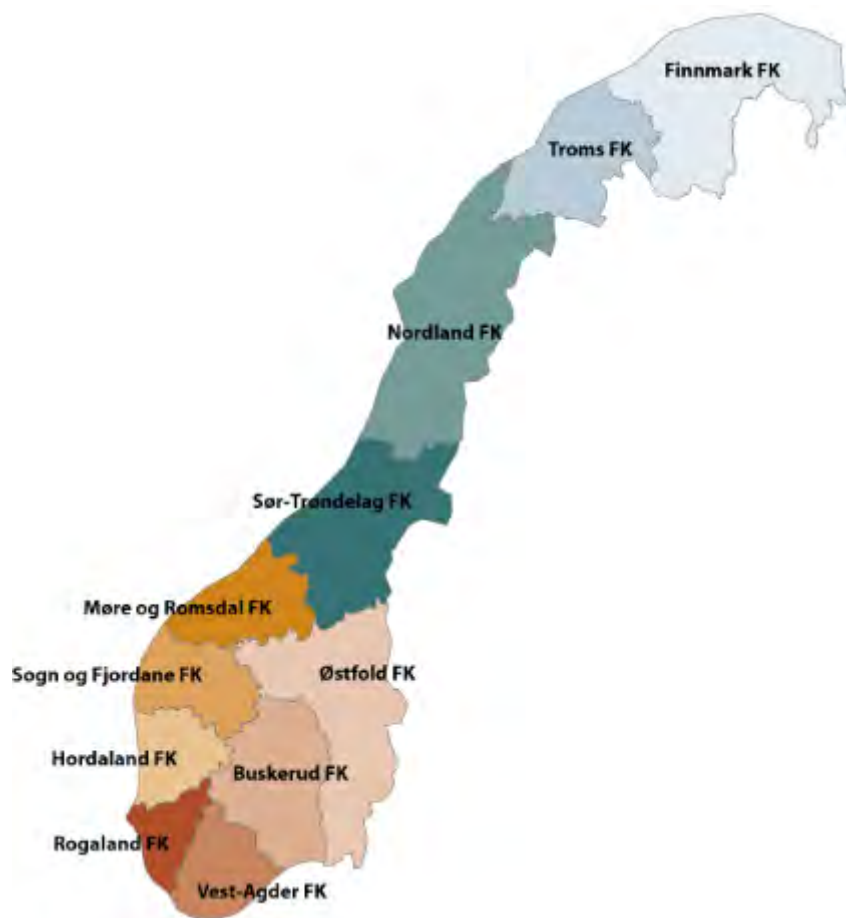 Finnmark FK
Troms FK
Nordland FK
Sør-Trøndelag FK
Møre og Romsdal FK
Sogn og Fjordane FK
Østfold FK
Hordaland FK
Buskerud FK
Rogaland FK
Vest-Agder FK